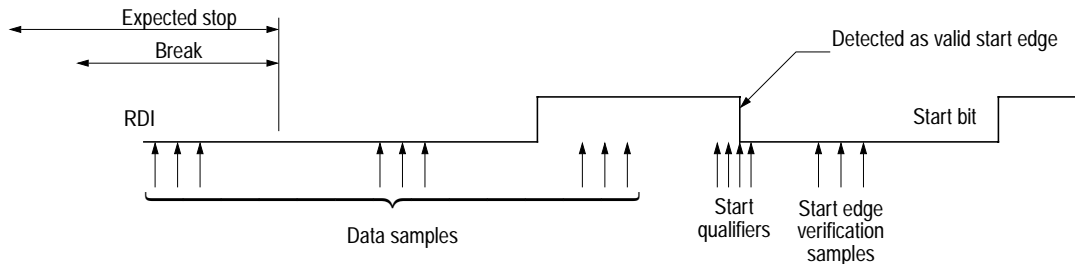 Expected stop
Break
Detected as valid start edge
RDI
Start bit
Data samples
Start
qualifiers
Start edge
verification
samples